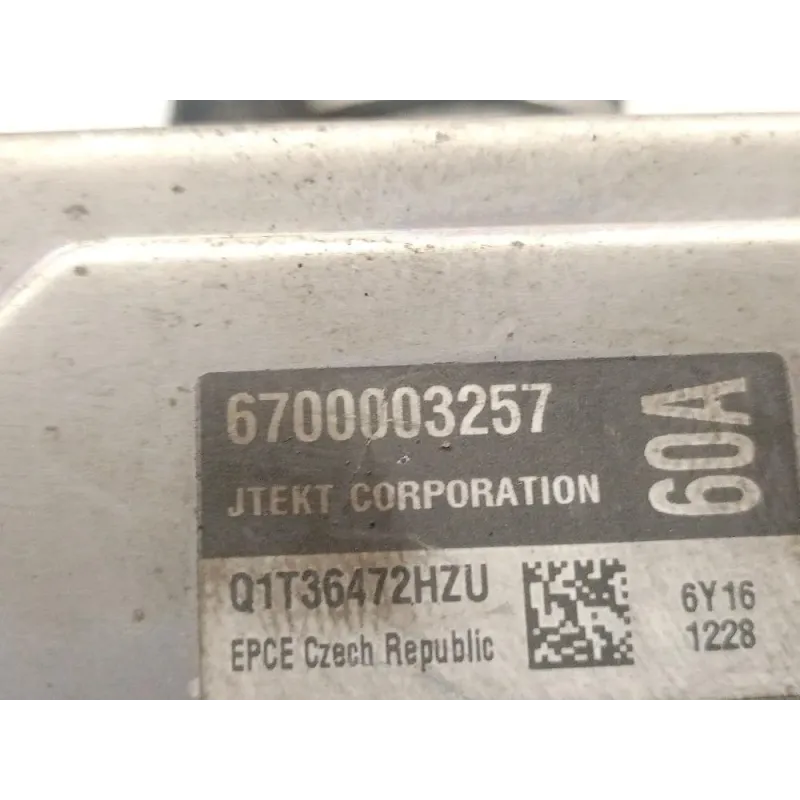 6700003257
60A
JTEKT CORPORATION
Q1T36472HZU
6Y16
EPCE Czech Republic
1228